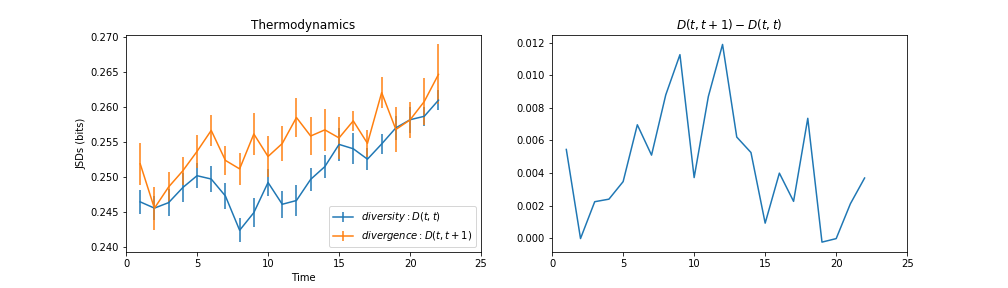 Thermodynamics
0.270
0.265
0.260
0.255
0.250
0.245
0.240
JSDs (bits)
0 5 10 15 20 25
Time
diversity : D(t, t)
divergence : D(t, t + 1)
D(t, t + 1) − D(t, t)
0.012
0.010
0.008
0.006
0.004
0.002
0.000
0 5 10 15 20 25